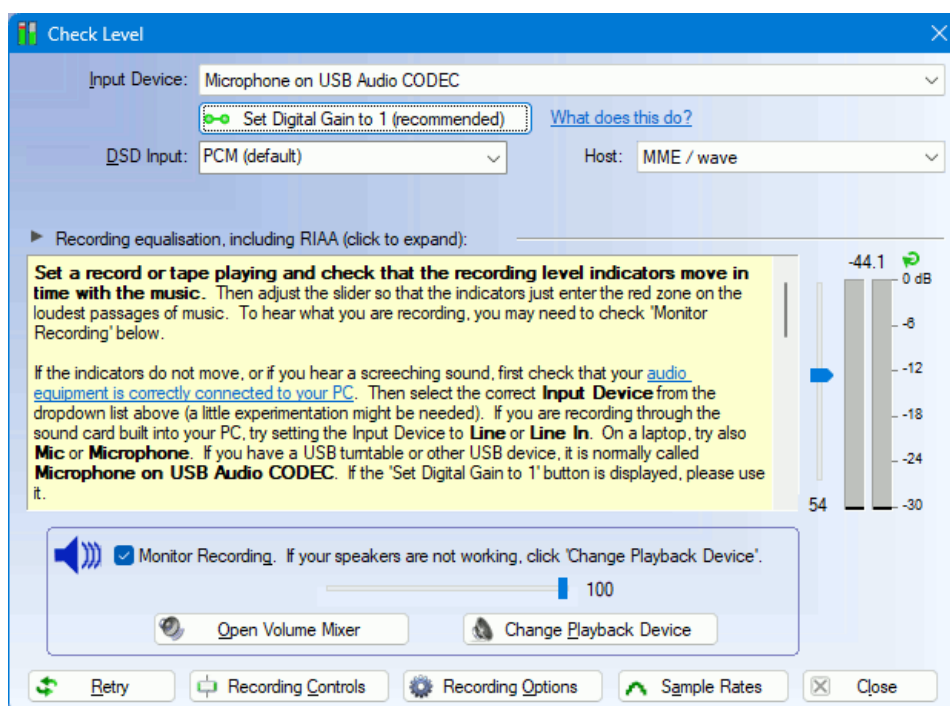 Check Level
Input Device: Microphone on USB Audio CODEC
Set Digital Gain to 1 (recommended) What does this do?
DSD Input: PCM (default) Host: MME / wave
Recording equalisation, including RIAA (click to expand):
Set a record or tape playing and check that the recording level indicators move in
time with the music. Then adjust the slider so that the indicators just enter the red zone on the
loudest passages of music. To hear what you are recording, you may need to check 'Monitor
Recording' below.
If the indicators do not move, or if you hear a screeching sound, first check that your audio
equipment is correctly connected to your PC. Then select the correct Input Device from the
dropdown list above (a little experimentation might be needed). If you are recording through the
sound card built into your PC, try setting the Input Device to Line or Line In. On a laptop, try also
Mic or Microphone. If you have a USB turntable or other USB device, it is normally called
Microphone on USB Audio CODEC. If the 'Set Digital Gain to 1' button is displayed, please use
it.
-44.1
0 dB
-6
-12
-18
-24
54 -30
Monitor Recording. If your speakers are not working, click 'Change Playback Device'.
100
Open Volume Mixer Change Playback Device
Retry Recording Controls Recording Options Sample Rates Close